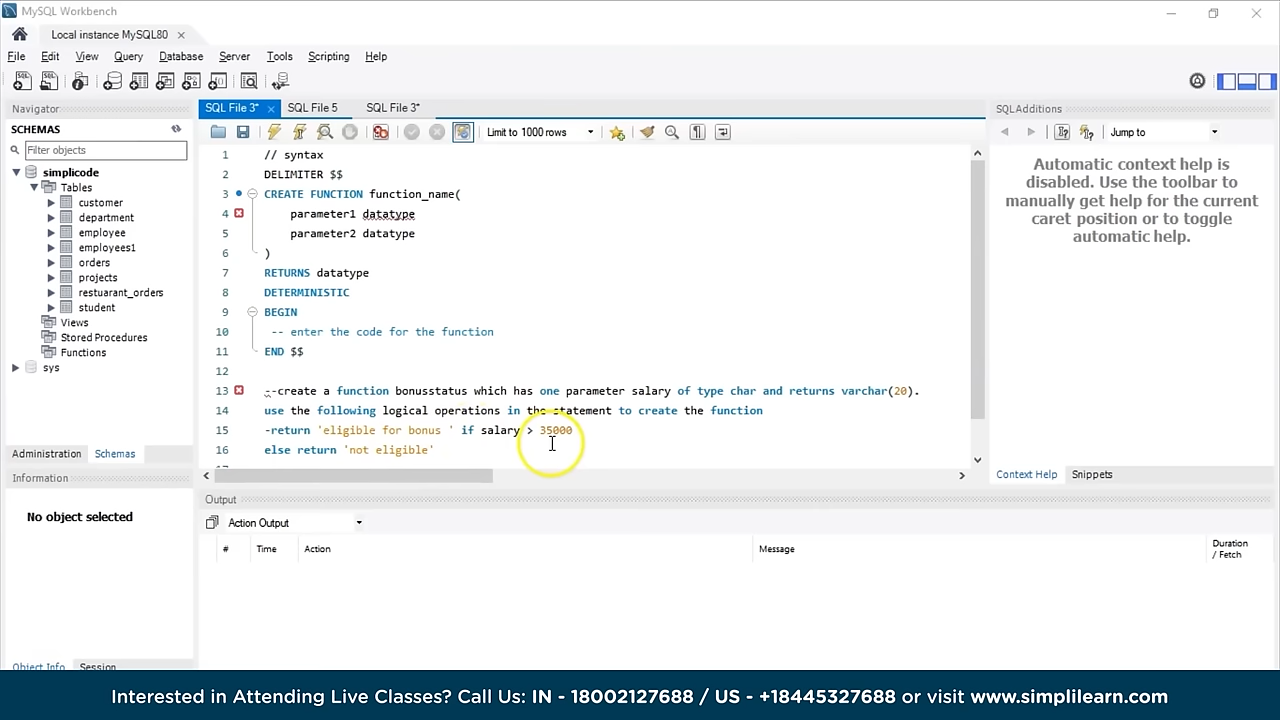 MySQL Workbench
Local instance MySQL80
File Edit View Query Database Server Tools Scripting Help
Navigator
SCHEMAS
Filter objects
simplicode
Tables
customer
department
employee
employees1
orders
projects
restuarant_orders
student
Views
Stored Procedures
Functions
sys
Administration Schemas
Information
No object selected
Object Info Session
SQL File 3* SQL File 5 SQL File 3*
Limit to 1000 rows
1 // syntax
2 DELIMITER $$
3 CREATE FUNCTION function_name(
4 parameter1 datatype
5 parameter2 datatype
6 )
7 RETURNS datatype
8 DETERMINISTIC
9 BEGIN
10 -- enter the code for the function
11 END $$
12
13 --create a function bonusstatus which has one parameter salary of type char and returns varchar(20).
14 use the following logical operations in the statement to create the function
15 -return 'eligible for bonus ' if salary > 35000
16 else return 'not eligible'
17
SQLAdditions
Jump to
Automatic context help is
disabled. Use the toolbar to
manually get help for the current
caret position or to toggle
automatic help.
Context Help Snippets
Output
Action Output
# Time Action Message Duration / Fetch
Interested in Attending Live Classes? Call Us: IN - 18002127688 / US - +18445327688 or visit www.simplilearn.com